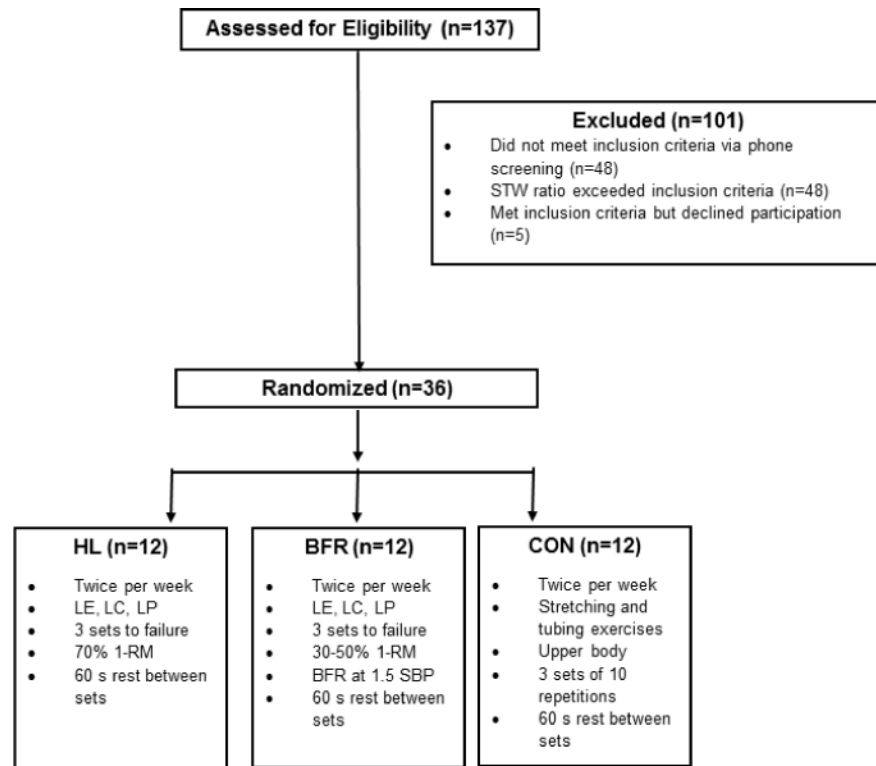 Assessed for Eligibility (n=137)
Excluded (n=101)
• Did not meet inclusion criteria via phone
screening (n=48)
• STW ratio exceeded inclusion criteria (n=48)
• Met inclusion criteria but declined participation
(n=5)
Randomized (n=36)
HL (n=12)
• Twice per week
• LE, LC, LP
• 3 sets to failure
• 70% 1-RM
• 60 s rest between
sets
BFR (n=12)
• Twice per week
• LE, LC, LP
• 3 sets to failure
• 30-50% 1-RM
• BFR at 1.5 SBP
• 60 s rest between
sets
CON (n=12)
• Twice per week
• Stretching and
tubing exercises
• Upper body
• 3 sets of 10
repetitions
• 60 s rest between
sets